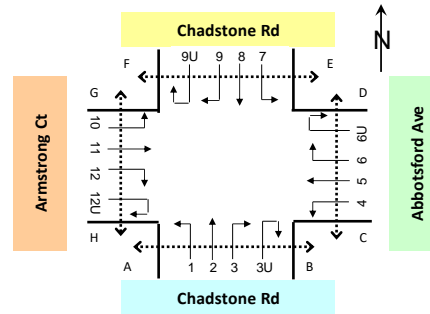 Chadstone Rd
N
F
9U 9 8 7
E
G
D
Armstrong Ct
10
11
12
12U
6U
6
5
4
Abbotsford Ave
H
C
A
1 2 3 3U
B
Chadstone Rd